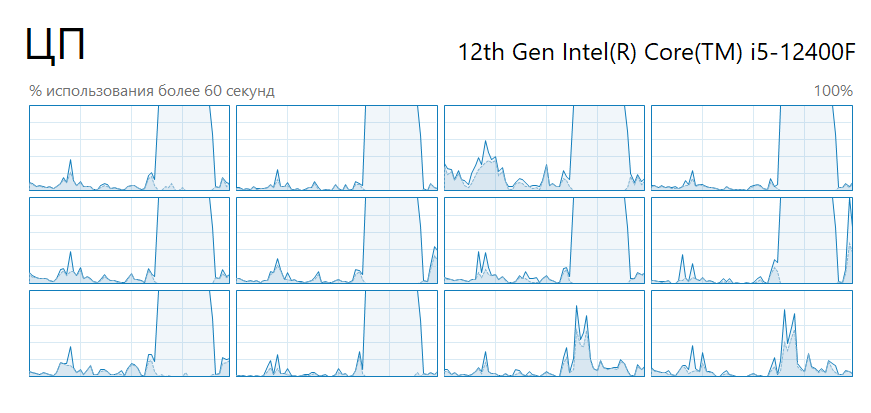 ЦП
12th Gen Intel(R) Core(TM) i5-12400F
% использования более 60 секунд
100%